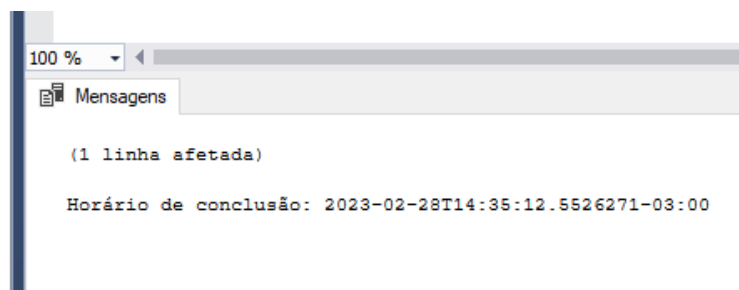 100 %
Mensagens
(1 linha afetada)
Horário de conclusão: 2023-02-28T14:35:12.5526271-03:00